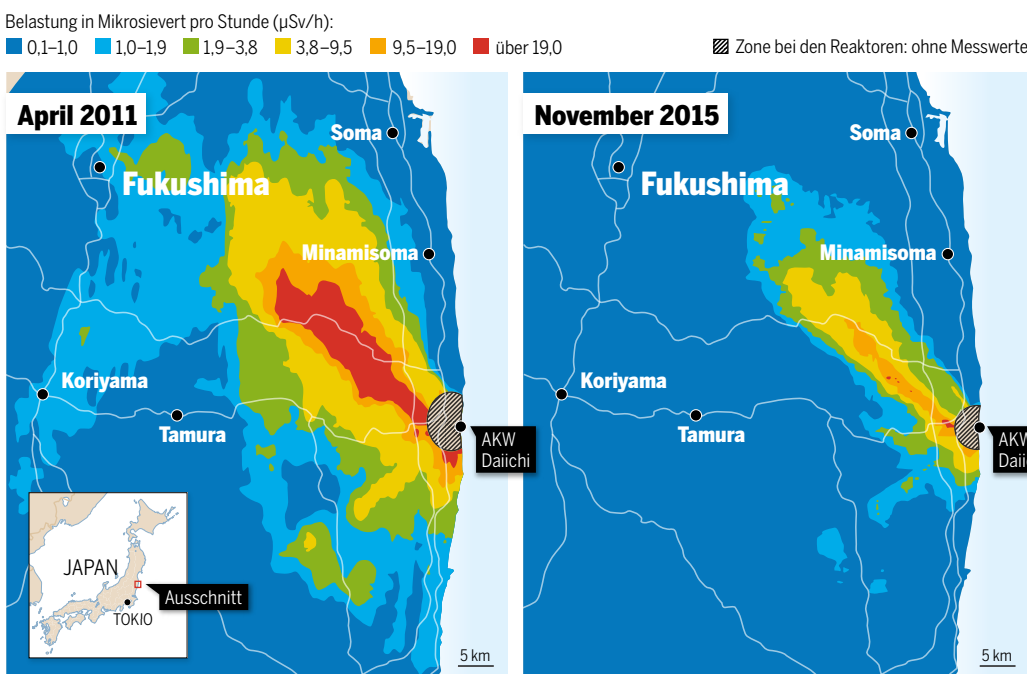 Belastung in Mikrosievert pro Stunde (µSv/h):
0,1–1,0 1,0–1,9 1,9–3,8 3,8–9,5 9,5–19,0 über 19,0 Zone bei den Reaktoren: ohne Messwerte
April 2011
Soma
Fukushima
Minamisoma
Koriyama
Tamura
AKW
Daiichi
JAPAN
TOKIO
Ausschnitt
5 km
November 2015
Soma
Fukushima
Minamisoma
Koriyama
Tamura
AKW
Daii
5 km